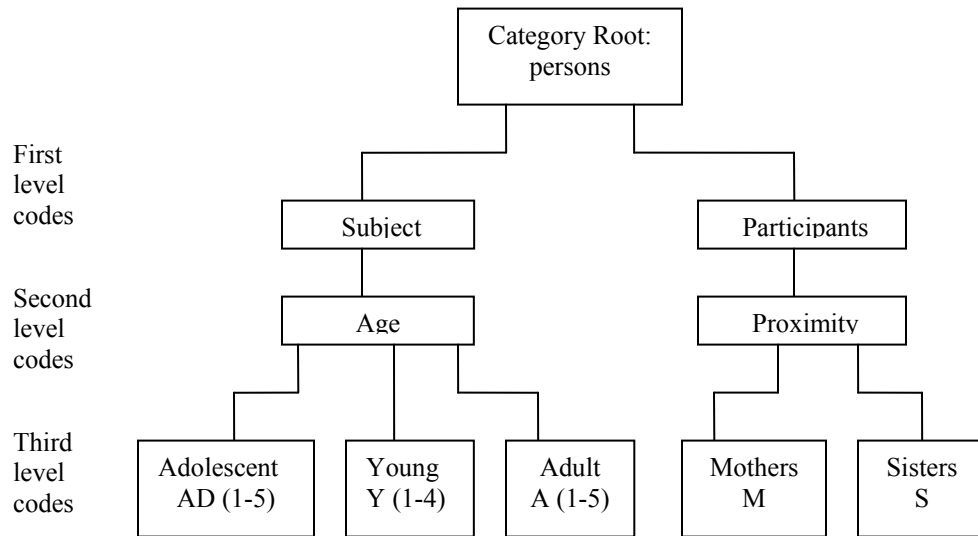 Category Root:
persons
First
level
codes
Subject
Participants
Second
level
codes
Age
Proximity
Third
level
codes
Adolescent
AD (1-5)
Young
Y (1-4)
Adult
A (1-5)
Mothers
M
Sisters
S